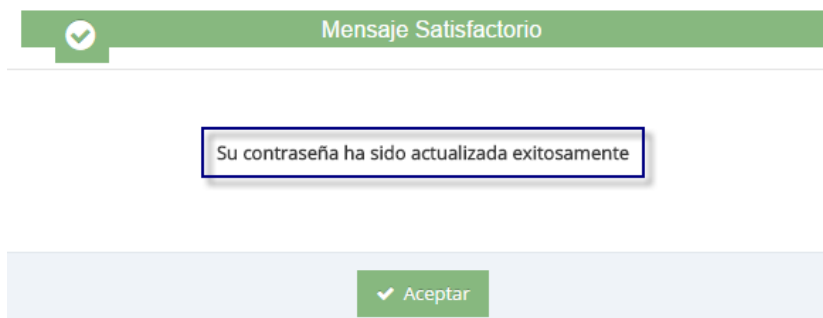 Mensaje Satisfactorio
Su contraseña ha sido actualizada exitosamente
Aceptar